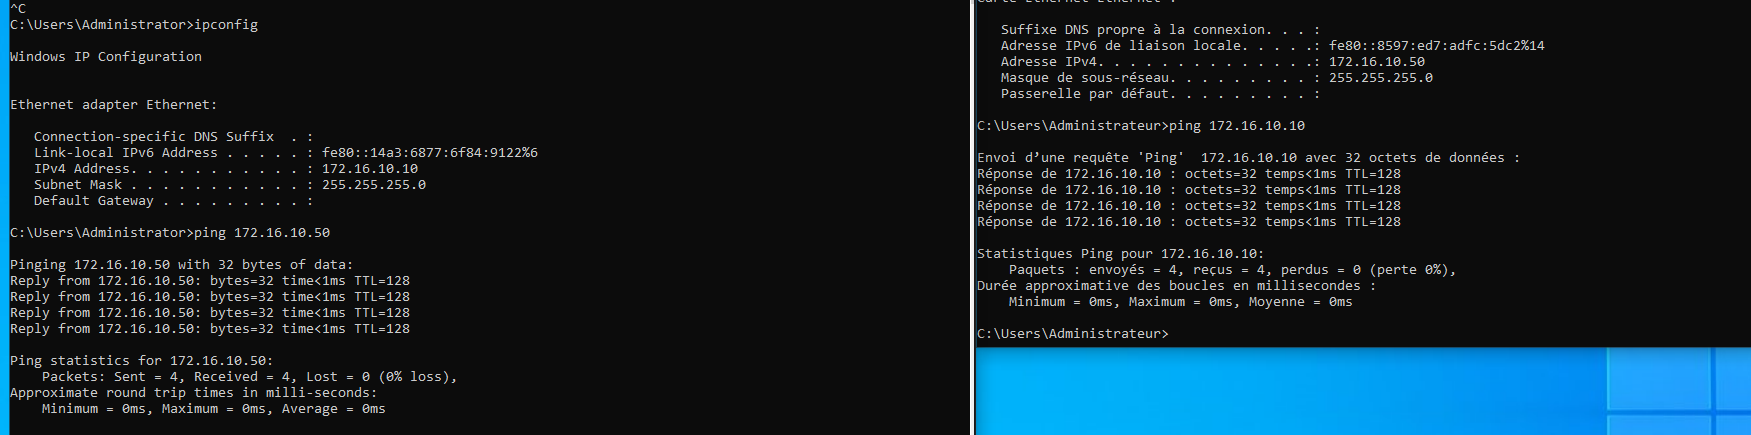 ^C
C:\Users\Administrator>ipconfig
Windows IP Configuration
Ethernet adapter Ethernet:
Connection-specific DNS Suffix  . :
Link-local IPv6 Address . . . . . : fe80::14a3:6877:6f84:9122%6
IPv4 Address. . . . . . . . . . . : 172.16.10.10
Subnet Mask . . . . . . . . . . . : 255.255.255.0
Default Gateway . . . . . . . . . :
C:\Users\Administrator>ping 172.16.10.50
Pinging 172.16.10.50 with 32 bytes of data:
Reply from 172.16.10.50: bytes=32 time<1ms TTL=128
Reply from 172.16.10.50: bytes=32 time<1ms TTL=128
Reply from 172.16.10.50: bytes=32 time<1ms TTL=128
Reply from 172.16.10.50: bytes=32 time<1ms TTL=128
Ping statistics for 172.16.10.50:
Packets: Sent = 4, Received = 4, Lost = 0 (0% loss),
Approximate round trip times in milli-seconds:
Minimum = 0ms, Maximum = 0ms, Average = 0ms
Carte Ethernet Ethernet :
Suffixe DNS propre à la connexion. . . :
Adresse IPv6 de liaison locale. . . . .: fe80::8597:ed7:adfc:5dc2%14
Adresse IPv4. . . . . . . . . . . . . .: 172.16.10.50
Masque de sous-réseau. . . . . . . . . : 255.255.255.0
Passerelle par défaut. . . . . . . . . :
C:\Users\Administrateur>ping 172.16.10.10
Envoi d’une requête 'Ping'  172.16.10.10 avec 32 octets de données :
Réponse de 172.16.10.10 : octets=32 temps<1ms TTL=128
Réponse de 172.16.10.10 : octets=32 temps<1ms TTL=128
Réponse de 172.16.10.10 : octets=32 temps<1ms TTL=128
Réponse de 172.16.10.10 : octets=32 temps<1ms TTL=128
Statistiques Ping pour 172.16.10.10:
Paquets : envoyés = 4, reçus = 4, perdus = 0 (perte 0%),
Durée approximative des boucles en millisecondes :
Minimum = 0ms, Maximum = 0ms, Moyenne = 0ms
C:\Users\Administrateur>